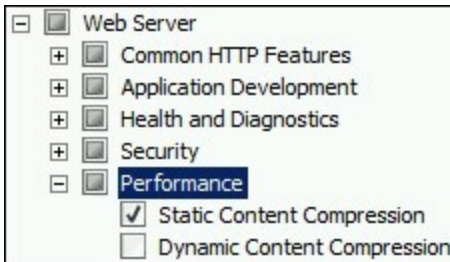 Web Server
Common HTTP Features
Application Development
Health and Diagnostics
Security
Performance
Static Content Compression
Dynamic Content Compression